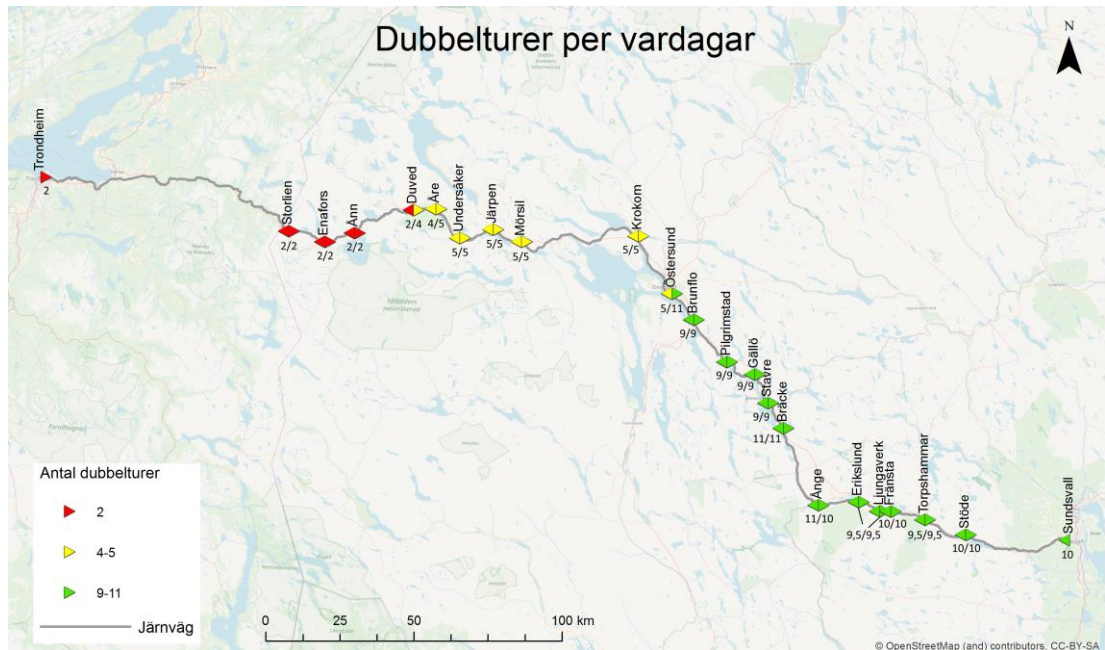 Dubbelturer per vardagar
N
Trondheim
2
Storlien
2/2
Enafors
2/2
Ånn
2/2
Duved
2/4
Åre
4/5
Undersåker
5/5
Järpen
5/5
Mörsil
5/5
Krokom
5/5
Östersund
5/11
Brunflo
9/9
Pilgrimstad
9/9
Gällö
9/9
Stavre
9/9
Bräcke
11/11
Ånge
11/10
Erikslund
9,5/9,5
Ljungaverk
Fränsta
10/10
Torpshammar
9,5/9,5
Stöde
10/10
Sundsvall
10
Antal dubbelturer
2
4-5
9-11
Järnväg
0 25 50 100 km
© OpenStreetMap (and) contributors, CC-BY-SA